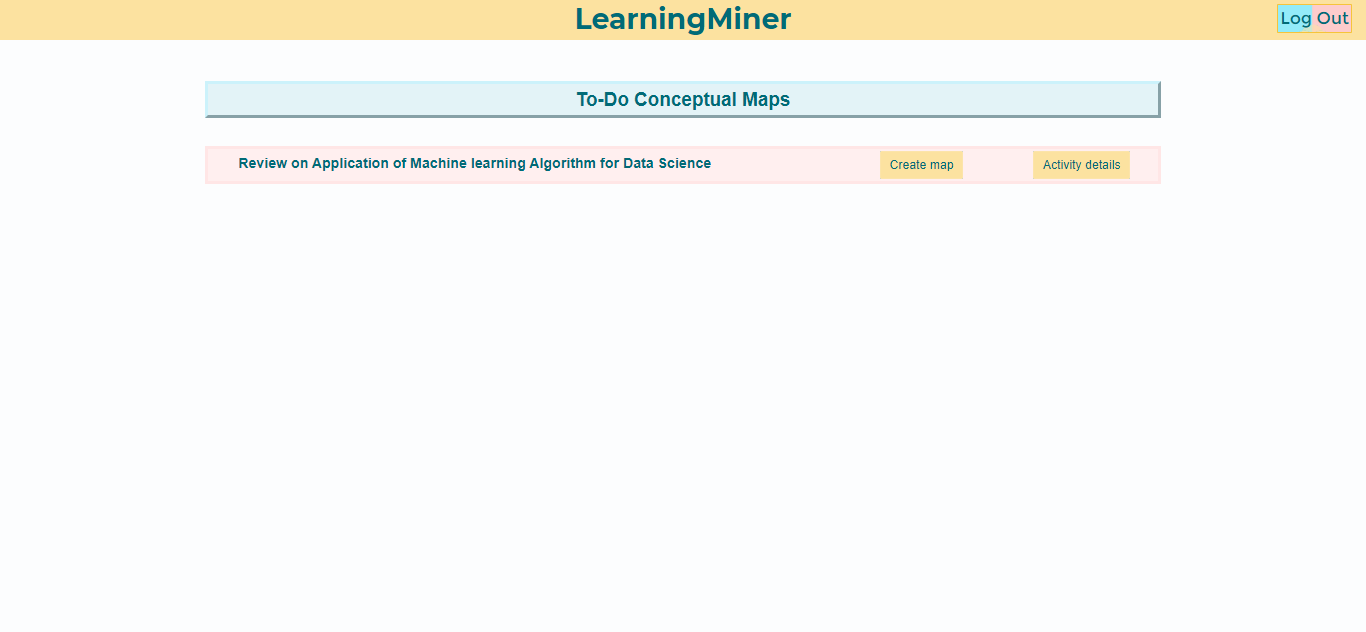 LearningMiner
Log Out
To-Do Conceptual Maps
Review on Application of Machine learning Algorithm for Data Science
Create map
Activity details